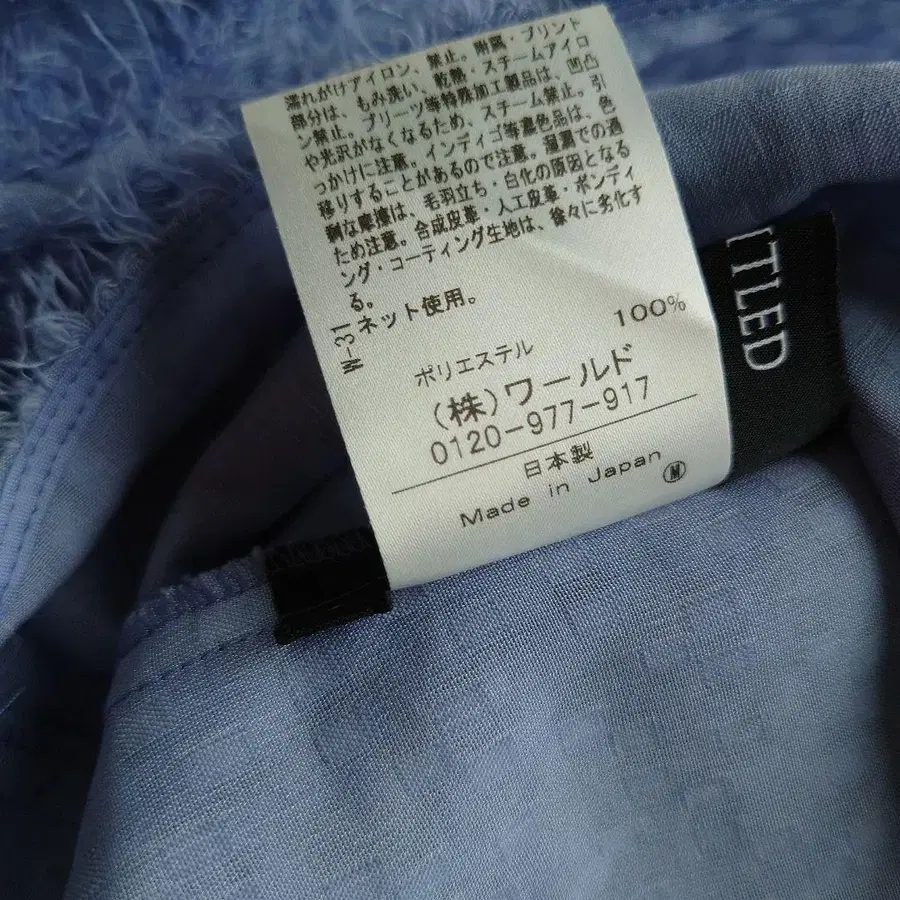 濡れがけアイロン、禁止。附属・プリント
部分は、もみ洗い、乾燥・スチームアイロ
ン禁止。プリーツ等特殊加工製品は、凹凸
や光沢がなくなるため、スチーム禁止。引
っかけに注意。インディゴ等濃色品は、色
移りすることがあるので注意。湿潤での過
剰な摩擦は、毛羽立ち・白化の原因となる
ため注意。合成皮革・人工皮革・ボンディ
ング・コーティング生地は、徐々に劣化す
る。
W-31
ネット使用。
ポリエステル 100%
(株)ワールド
0120-977-917
日本製
Made in Japan
TLED